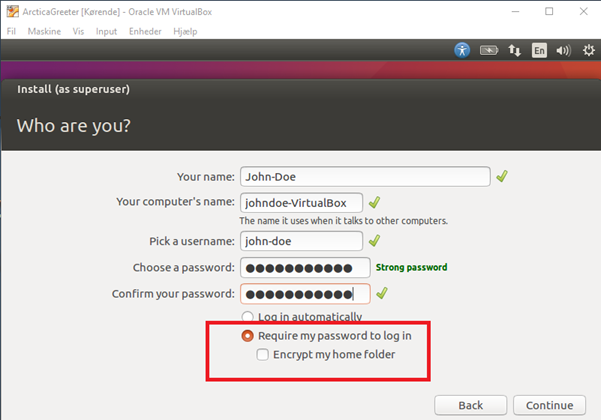 ArcticaGreeter [Kørende] - Oracle VM VirtualBox
Fil Maskine Vis Input Enheder Hjælp
En
Install (as superuser)
Who are you?
Your name: John-Doe
Your computer's name: johndoe-VirtualBox
The name it uses when it talks to other computers.
Pick a username: john-doe
Choose a password: ●●●●●●●●●●● Strong password
Confirm your password: ●●●●●●●●●●●
Log in automatically
Require my password to log in
Encrypt my home folder
Back Continue